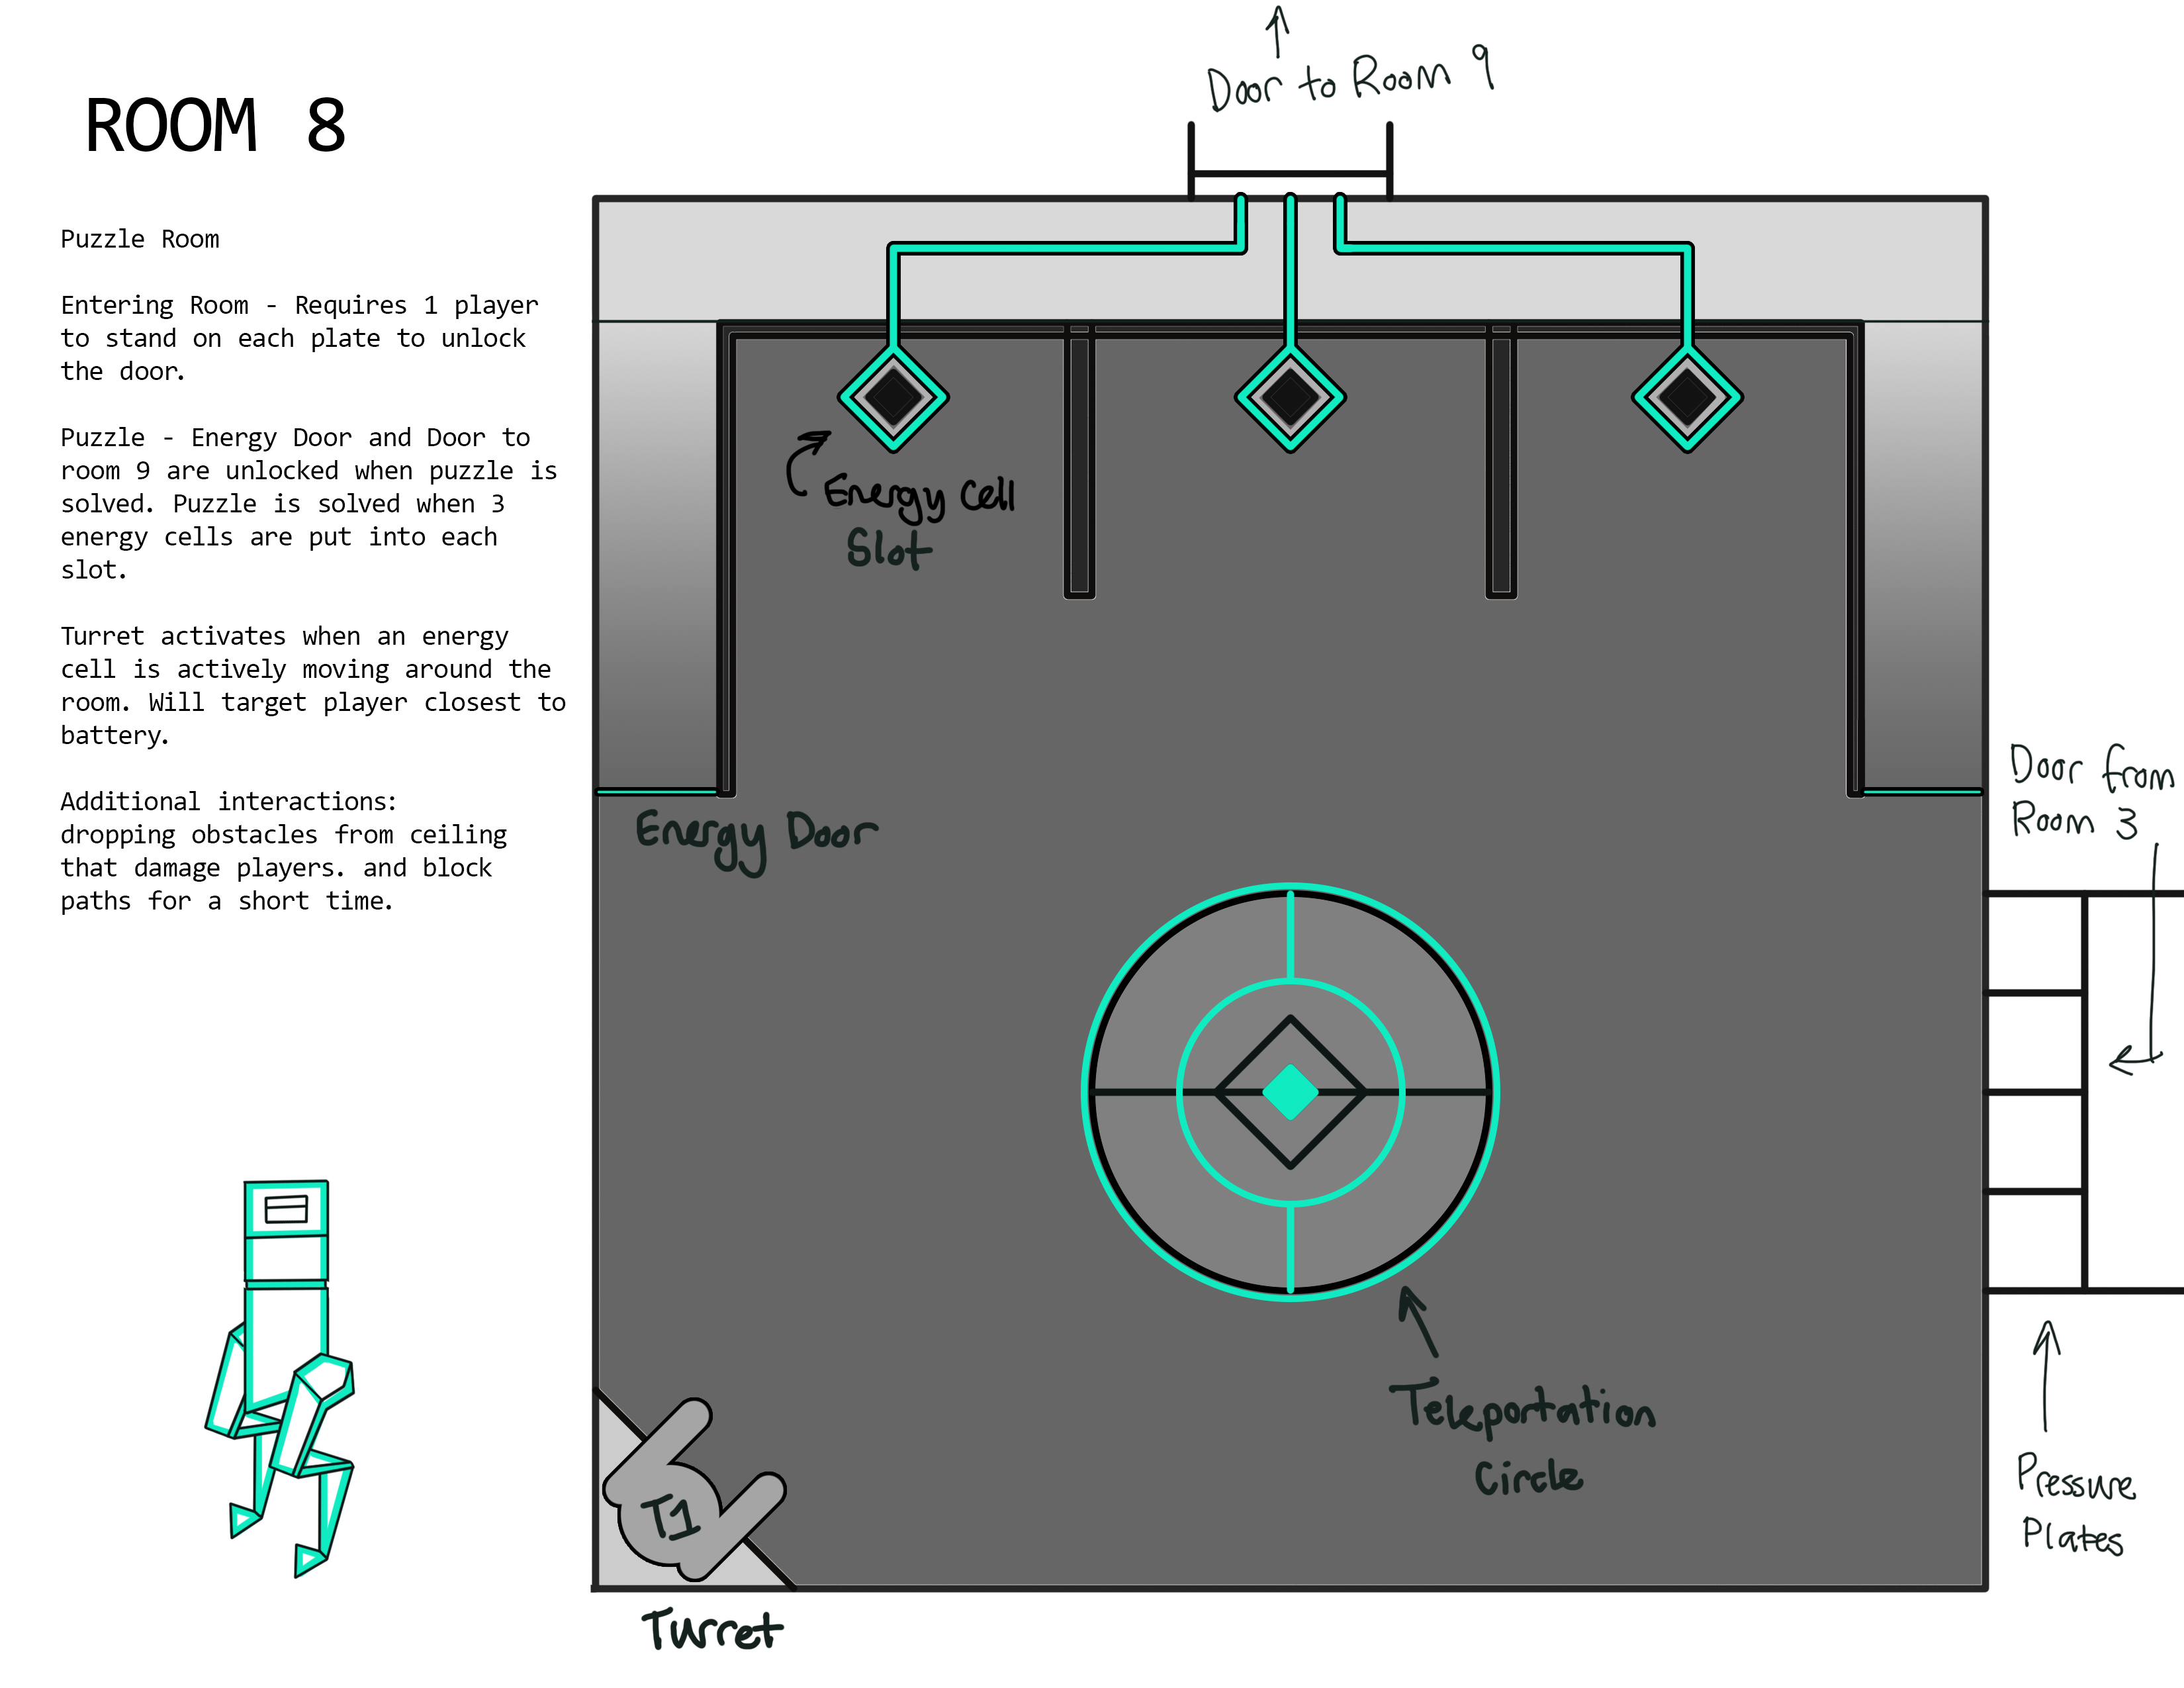 ROOM 8
Puzzle Room
Entering Room - Requires 1 player
to stand on each plate to unlock
the door.
Puzzle - Energy Door and Door to
room 9 are unlocked when puzzle is
solved. Puzzle is solved when 3
energy cells are put into each
slot.
Turret activates when an energy
cell is actively moving around the
room. Will target player closest to
battery.
Additional interactions:
dropping obstacles from ceiling
that damage players. and block
paths for a short time.
Door to Room 9
Energy Cell
Slot
Energy Door
Door from
Room 3
Teleportation
Circle
Pressure
Plates
T1
Turret